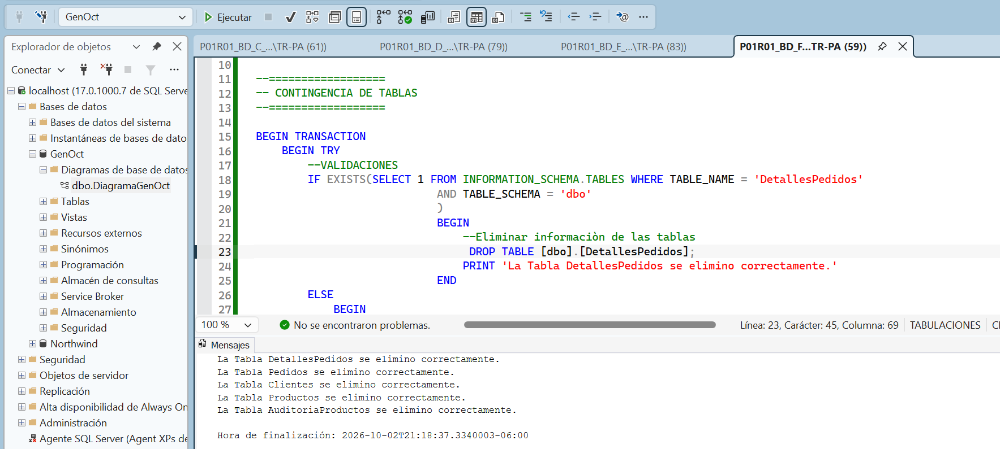 GenOct
Ejecutar
Explorador de objetos
Conectar
localhost (17.0.1000.7 de SQL Serve
Bases de datos
Bases de datos del sistema
Instantáneas de bases de dato
GenOct
Diagramas de base de datos
dbo.DiagramaGenOct
Tablas
Vistas
Recursos externos
Sinónimos
Programación
Almacén de consultas
Service Broker
Almacenamiento
Seguridad
Northwind
Seguridad
Objetos de servidor
Replicación
Alta disponibilidad de Always On
Administración
Agente SQL Server (Agent XPs de
P01R01_BD_C_...\TR-PA (61))
P01R01_BD_D_...\TR-PA (79))
P01R01_BD_E_...\TR-PA (83))
P01R01_BD_F...TR-PA (59))
10
11 --==================
12 -- CONTINGENCIA DE TABLAS
13 --==================
14
15 BEGIN TRANSACTION
16 BEGIN TRY
17 --VALIDACIONES
18 IF EXISTS(SELECT 1 FROM INFORMATION_SCHEMA.TABLES WHERE TABLE_NAME = 'DetallesPedidos'
19 AND TABLE_SCHEMA = 'dbo'
20 )
21 BEGIN
22 --Eliminar informaciòn de las tablas
23 DROP TABLE [dbo].[DetallesPedidos];
24 PRINT 'La Tabla DetallesPedidos se elimino correctamente.'
25 END
26 ELSE
27 BEGIN
100 %
No se encontraron problemas.
Línea: 23, Carácter: 45, Columna: 69
TABULACIONES
Mensajes
La Tabla DetallesPedidos se elimino correctamente.
La Tabla Pedidos se elimino correctamente.
La Tabla Clientes se elimino correctamente.
La Tabla Productos se elimino correctamente.
La Tabla AuditoriaProductos se elimino correctamente.
Hora de finalización: 2026-10-02T21:18:37.3340003-06:00